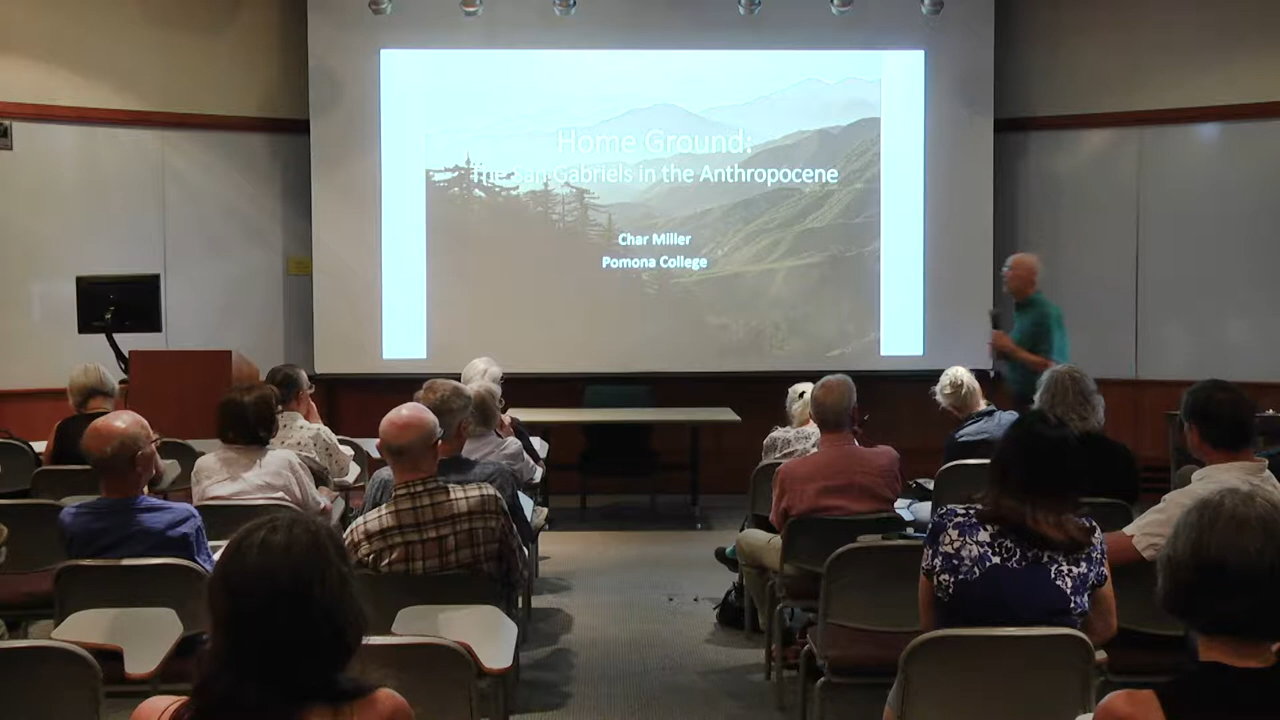 Home Ground:
The San Gabriels in the Anthropocene
Char Miller
Pomona College